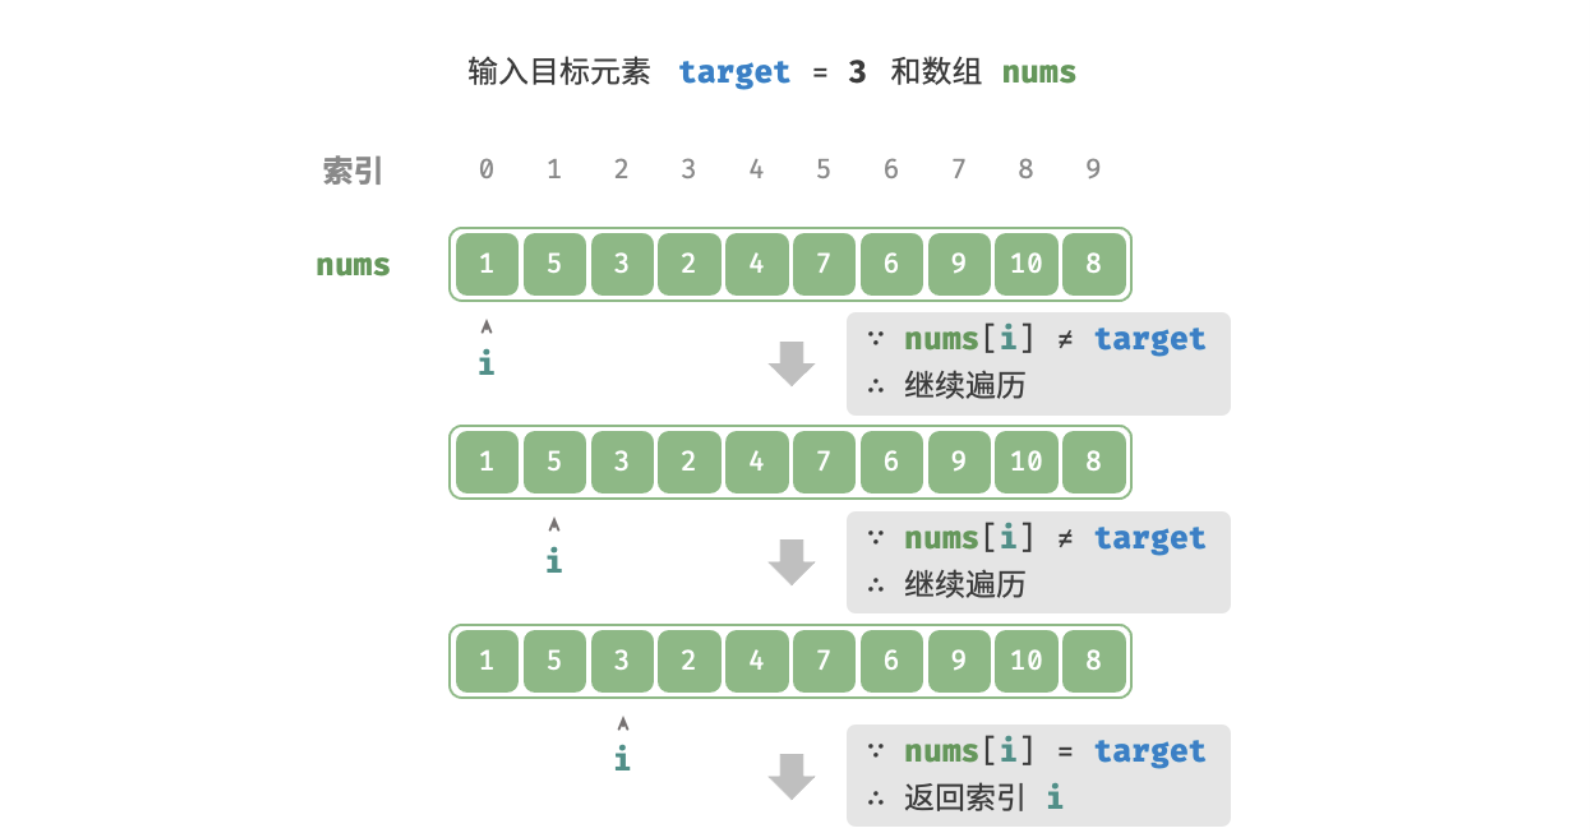 输入目标元素 target = 3 和数组 nums
索引 0 1 2 3 4 5 6 7 8 9
nums 1 5 3 2 4 7 6 9 10 8
i
∵ nums[i] ≠ target
∴ 继续遍历
1 5 3 2 4 7 6 9 10 8
i
∵ nums[i] ≠ target
∴ 继续遍历
1 5 3 2 4 7 6 9 10 8
i
∵ nums[i] = target
∴ 返回索引 i